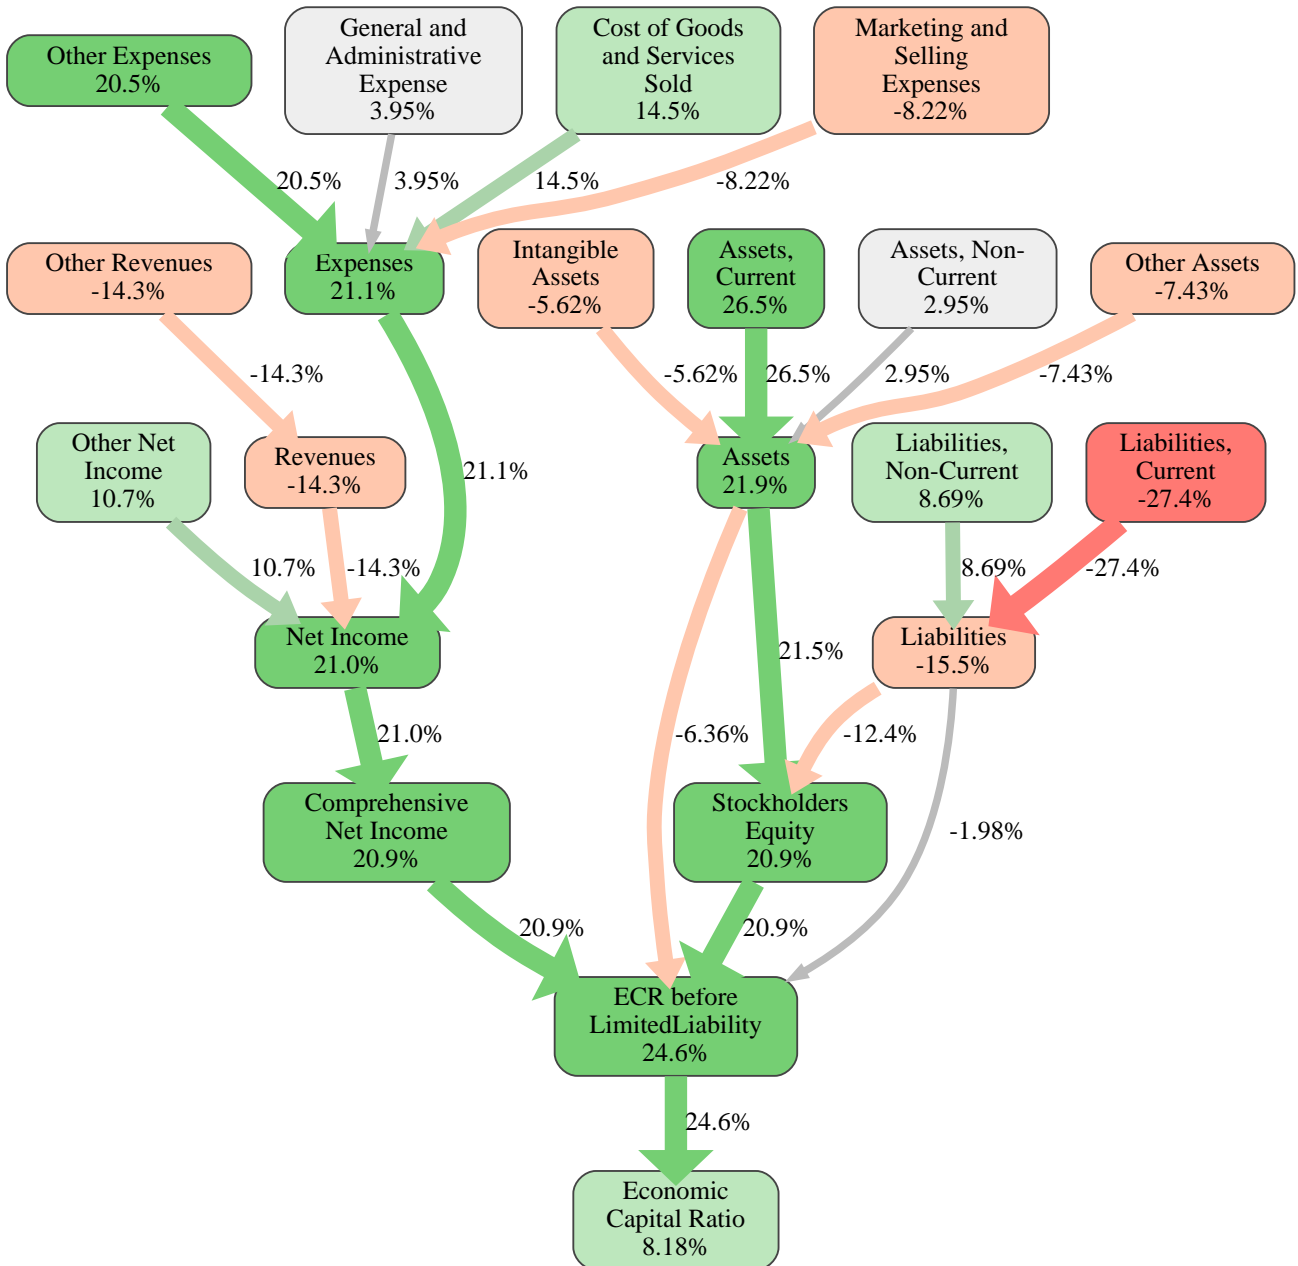 Other Expenses
20.5%
General and
Administrative
Expense
3.95%
Cost of Goods
and Services
Sold
14.5%
Marketing and
Selling
Expenses
-8.22%
20.5%
3.95%
14.5%
-8.22%
Other Revenues
-14.3%
Expenses
21.1%
Intangible
Assets
-5.62%
Assets,
Current
26.5%
Assets, Non-
Current
2.95%
Other Assets
-7.43%
-14.3%
-5.62%
26.5%
2.95%
-7.43%
Other Net
Income
10.7%
Revenues
-14.3%
21.1%
Assets
21.9%
Liabilities,
Non-Current
8.69%
Liabilities,
Current
-27.4%
10.7%
-14.3%
8.69%
-27.4%
Net Income
21.0%
21.5%
Liabilities
-15.5%
21.0%
-6.36%
-12.4%
Comprehensive
Net Income
20.9%
Stockholders
Equity
20.9%
-1.98%
20.9%
20.9%
ECR before
LimitedLiability
24.6%
24.6%
Economic
Capital Ratio
8.18%